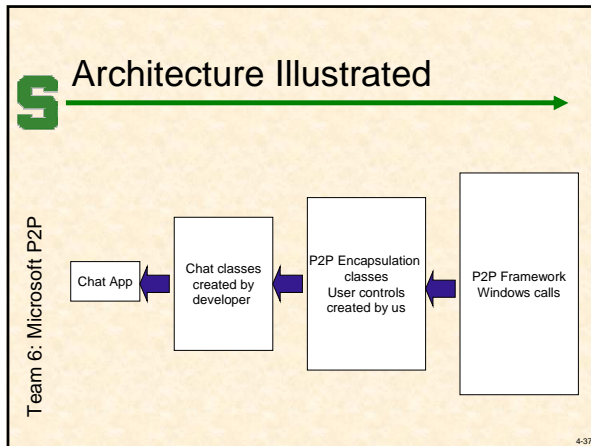 Architecture Illustrated
S
Team 6: Microsoft P2P
Chat App
Chat classes
created by
developer
P2P Encapsulation
classes
User controls
created by us
P2P Framework
Windows calls
4-37